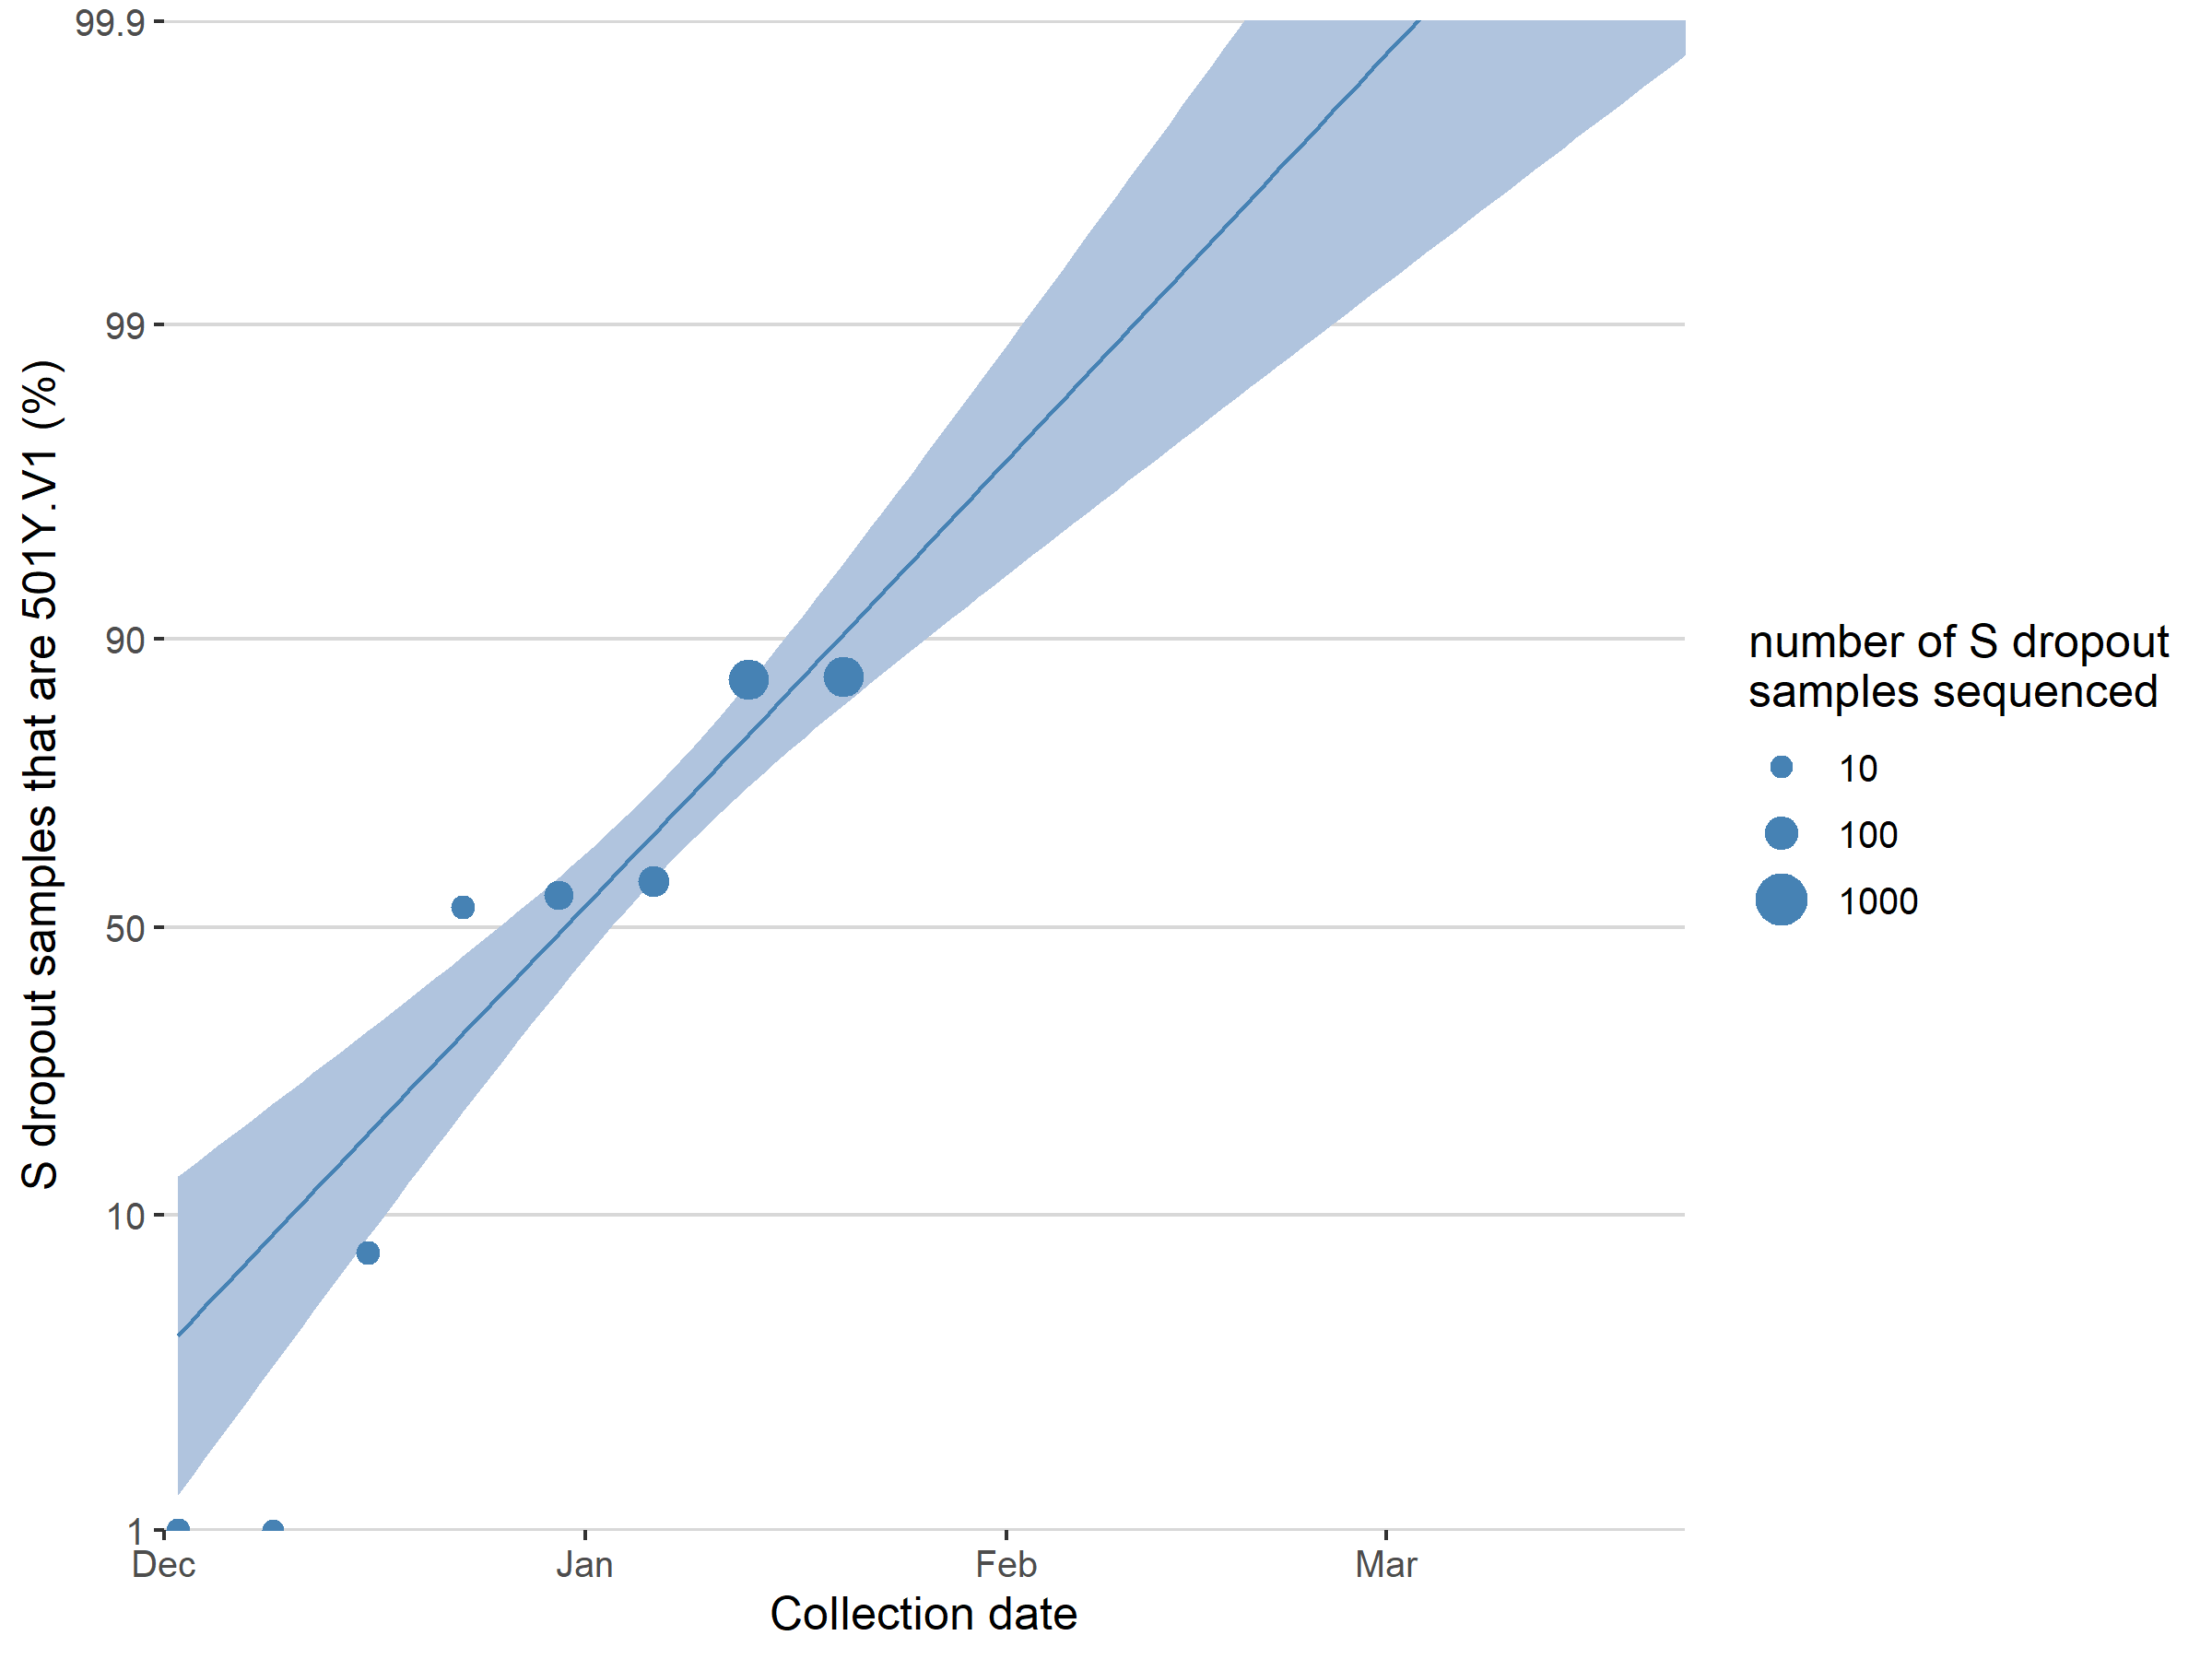 99.9
99
90
50
10
1
S dropout samples that are 501Y.V1 (%)
Dec
Jan
Feb
Mar
Collection date
number of S dropout
samples sequenced
10
100
1000